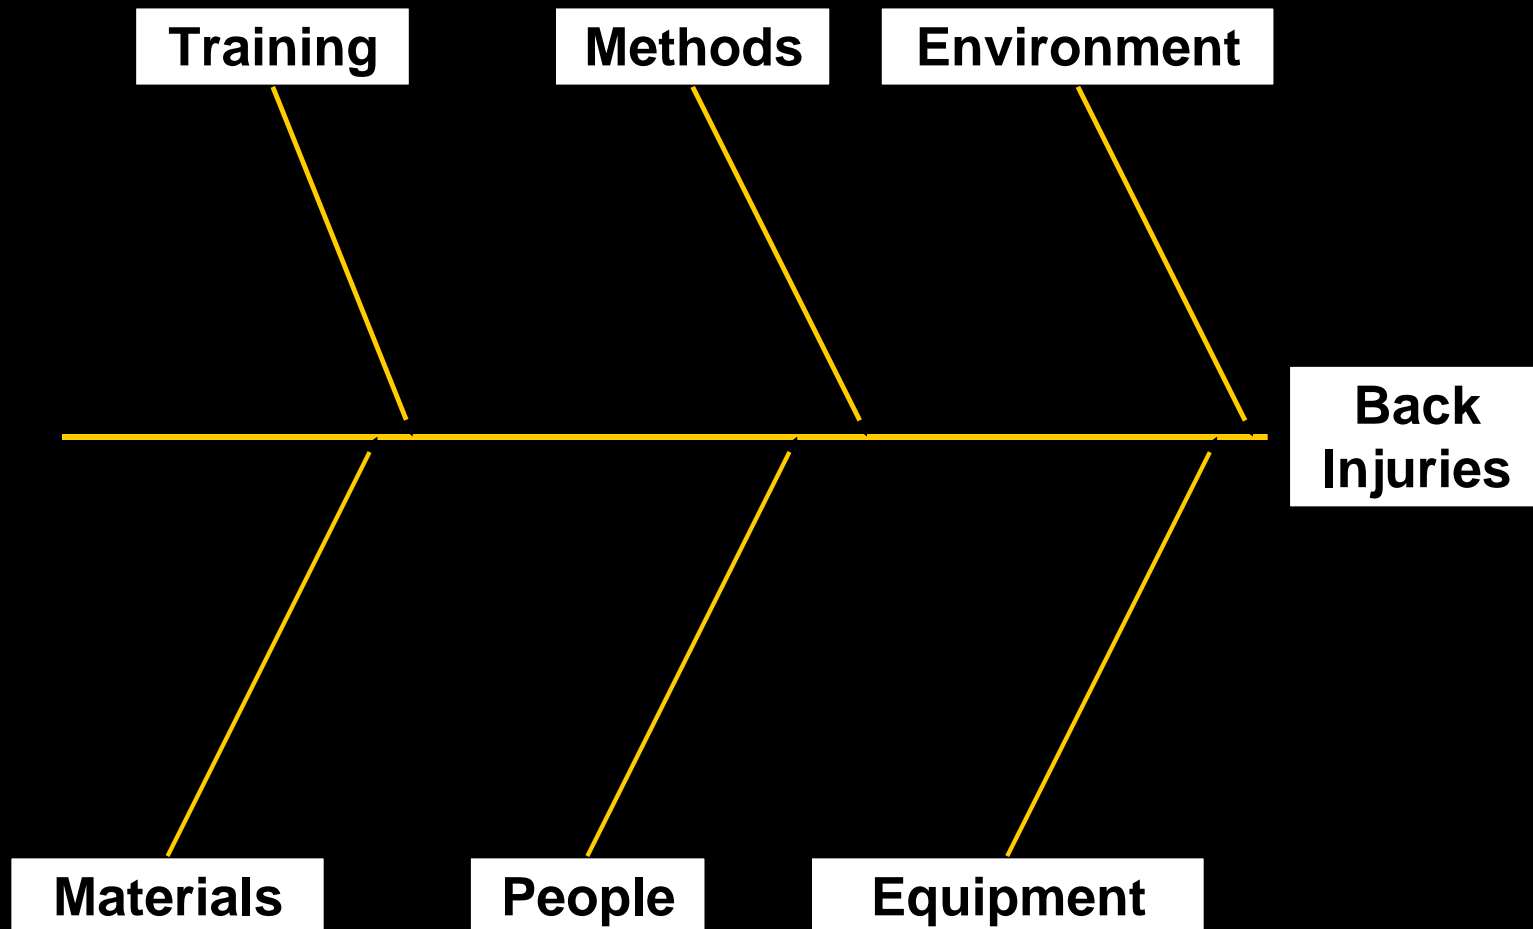 Training
Methods
Environment
Back
Injuries
Materials
People
Equipment